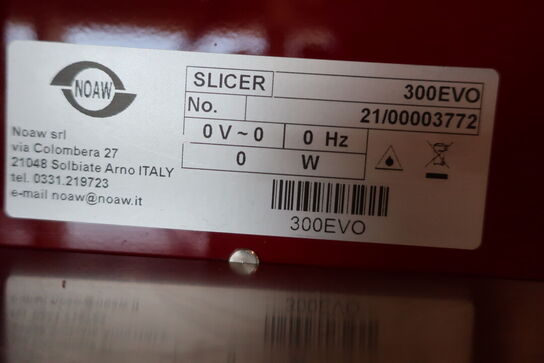 NOAW
Noaw srl
via Colombera 27
21048 Solbiate Arno ITALY
tel. 0331.219723
e-mail noaw@noaw.it
SLICER 300EVO
No. 21/00003772
0 V ~ 0 0 Hz
0 W
300EVO